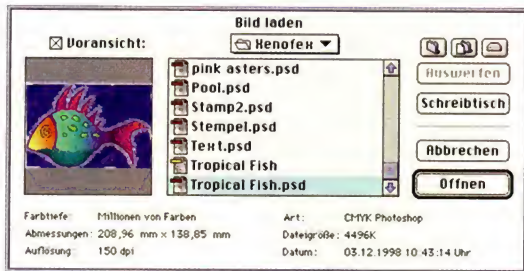 Bild laden
Voransicht:
Xenofex
pink asters.psd
Pool.psd
Stamp2.psd
Stempel.psd
Text.psd
Tropical Fish
Tropical Fish.psd
Auswerfen
Schreibtisch
Abbrechen
Öffnen
Farbtiefe: Millionen von Farben
Art: CMYK Photoshop
Abmessungen: 208,96 mm x 138,85 mm
Dateigröße: 4496K
Auflösung: 150 dpi
Datum: 03.12.1998 10:43:14 Uhr